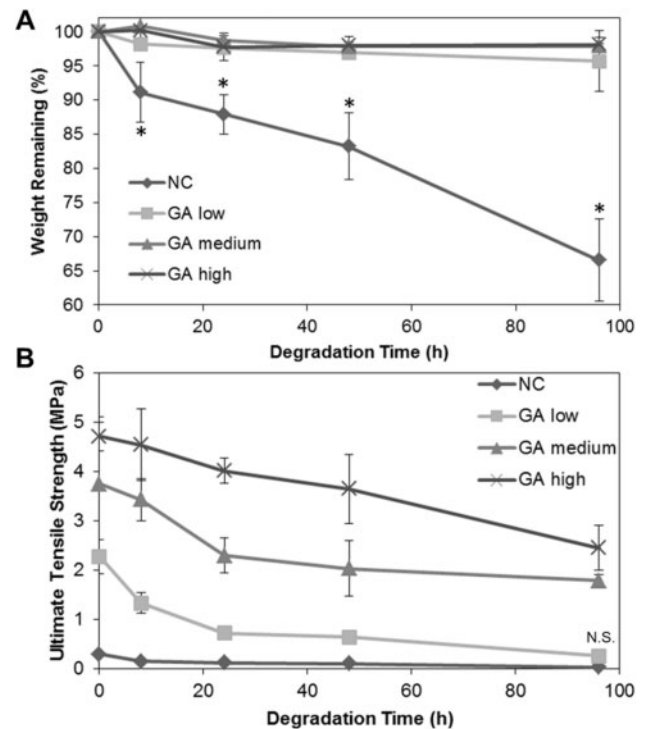 A
Weight Remaining (%)
100
95
90
85
80
75
70
65
60
*
*
*
*
NC
GA low
GA medium
GA high
0
20
40
60
80
100
Degradation Time (h)
B
Ultimate Tensile Strength (MPa)
6
5
4
3
2
1
0
NC
GA low
GA medium
GA high
N.S.
0
20
40
60
80
100
Degradation Time (h)